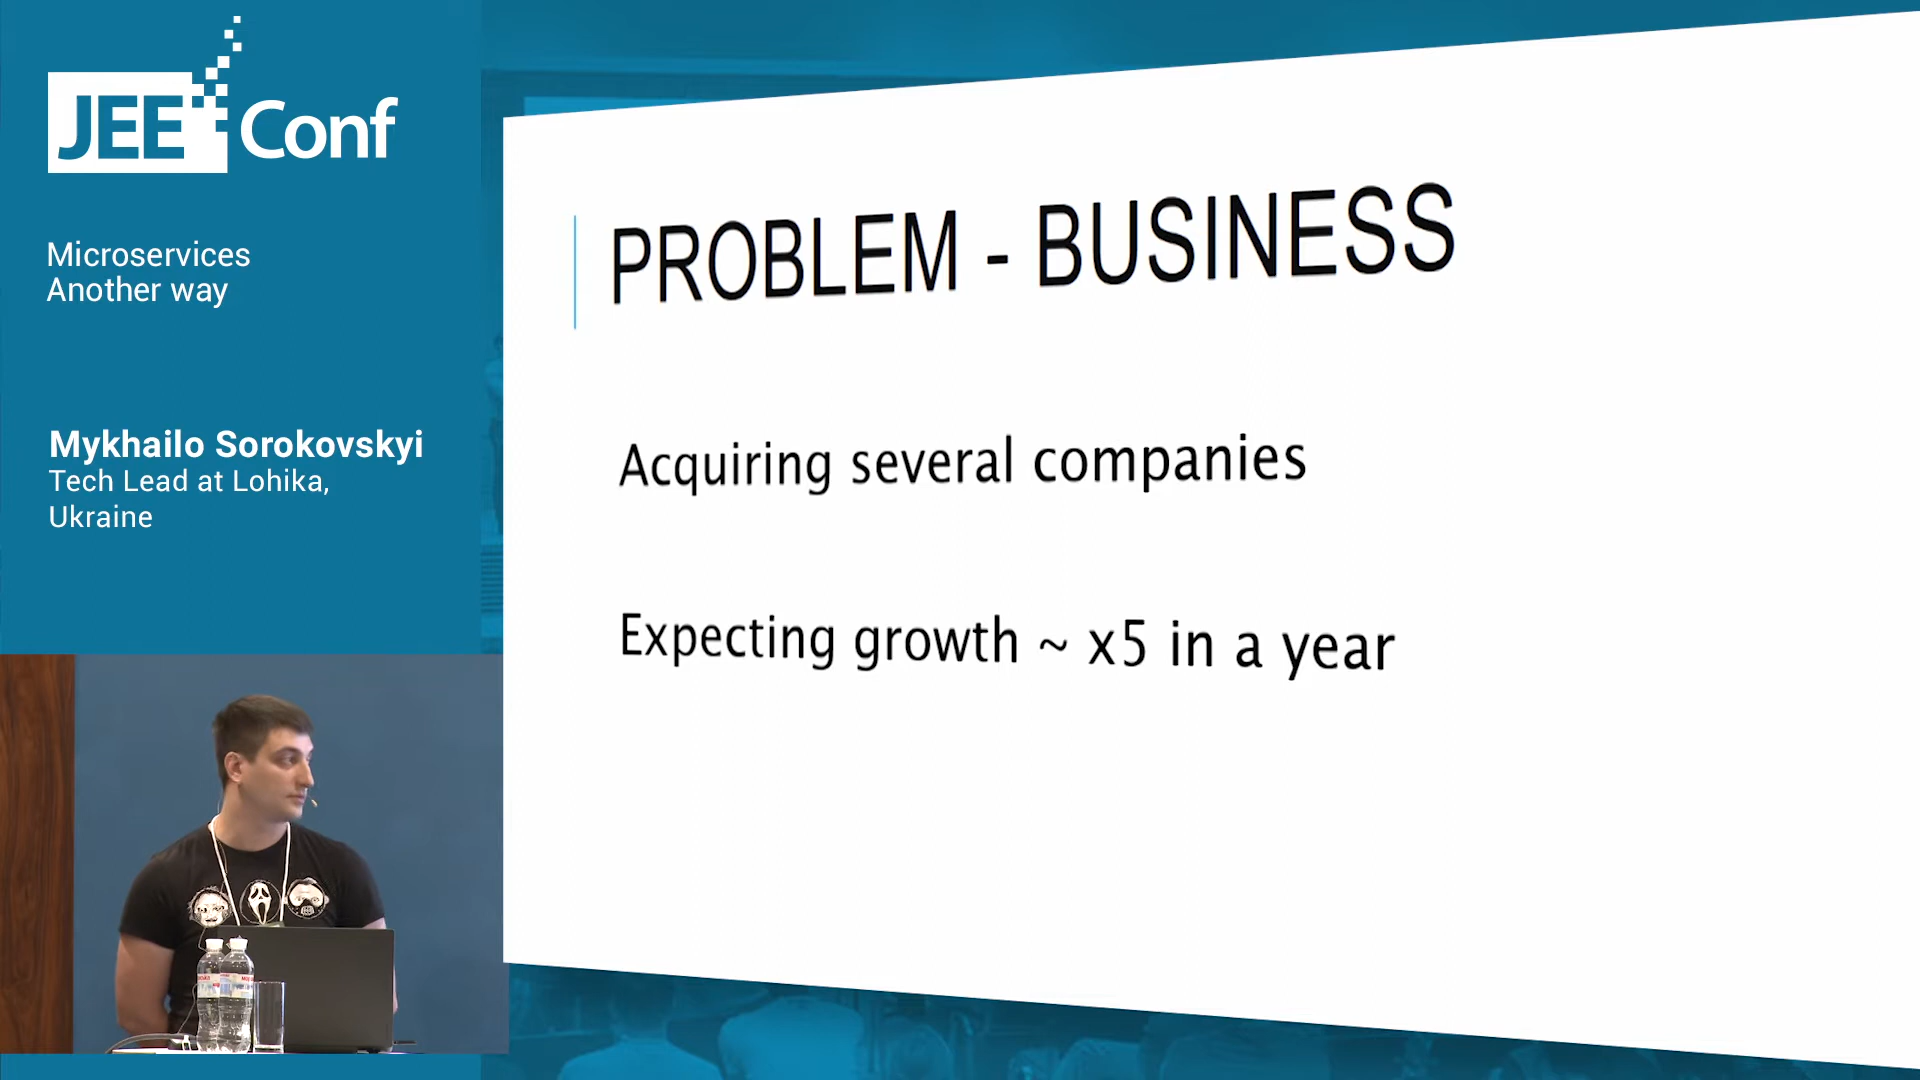 JEE Conf
Microservices
Another way
Mykhailo Sorokovskyi
Tech Lead at Lohika,
Ukraine
PROBLEM - BUSINESS
Acquiring several companies
Expecting growth ~ x5 in a year